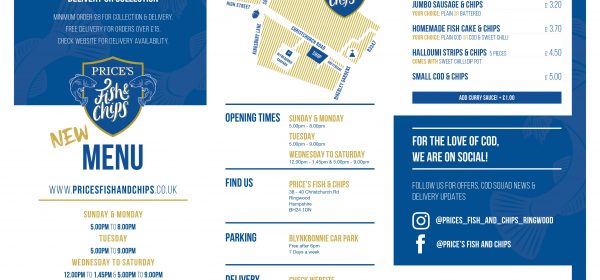 DELIVERY OR COLLECTION
MINIMUM ORDER £8 FOR COLLECTION & DELIVERY.
FREE DELIVERY FOR ORDERS OVER £15.
CHECK WEBSITE FOR DELIVERY AVAILABILITY.
PRICE'S
Fish &
Chips
NEW
MENU
WWW.PRICESFISHANDCHIPS.CO.UK
SUNDAY & MONDAY
5.00PM TO 8.00PM
TUESDAY
5.00PM TO 9.00PM
WEDNESDAY TO SATURDAY
12.00PM TO 1.45PM & 5.00PM TO 9.00PM
Chips
HIGH STREET
CHRISTCHURCH ROAD
SHOP
OPENING TIMES
SUNDAY & MONDAY
5.00pm - 8.00pm
TUESDAY
5.00pm - 9.00pm
WEDNESDAY TO SATURDAY
12.00pm - 1.45pm & 5.00pm - 9.00pm
FIND US
PRICE'S FISH & CHIPS
38 - 40 Christchurch Rd
Ringwood
Hampshire
BH24 1DN
PARKING
BLYNKBONNIE CAR PARK
Free after 6pm
7 Days a week
DELIVERY
CHECK WEBSITE
JUMBO SAUSAGE & CHIPS £ 5.20
YOUR CHOICE: PLAIN OR BATTERED
HOMEMADE FISH CAKE & CHIPS £ 3.70
YOUR CHOICE: PLAIN COD OR COD & SWEET CHILLI
HALLOUMI STRIPS & CHIPS 5 PIECES £ 4.50
COMES WITH SWEET CHILLI DIP POT
SMALL COD & CHIPS £ 5.00
ADD CURRY SAUCE! + £1.00
FOR THE LOVE OF COD,
WE ARE ON SOCIAL!
FOLLOW US FOR OFFERS, COD SQUAD NEWS &
DELIVERY UPDATES
@PRICES_FISH_AND_CHIPS_RINGWOOD
@PRICE'S FISH AND CHIPS